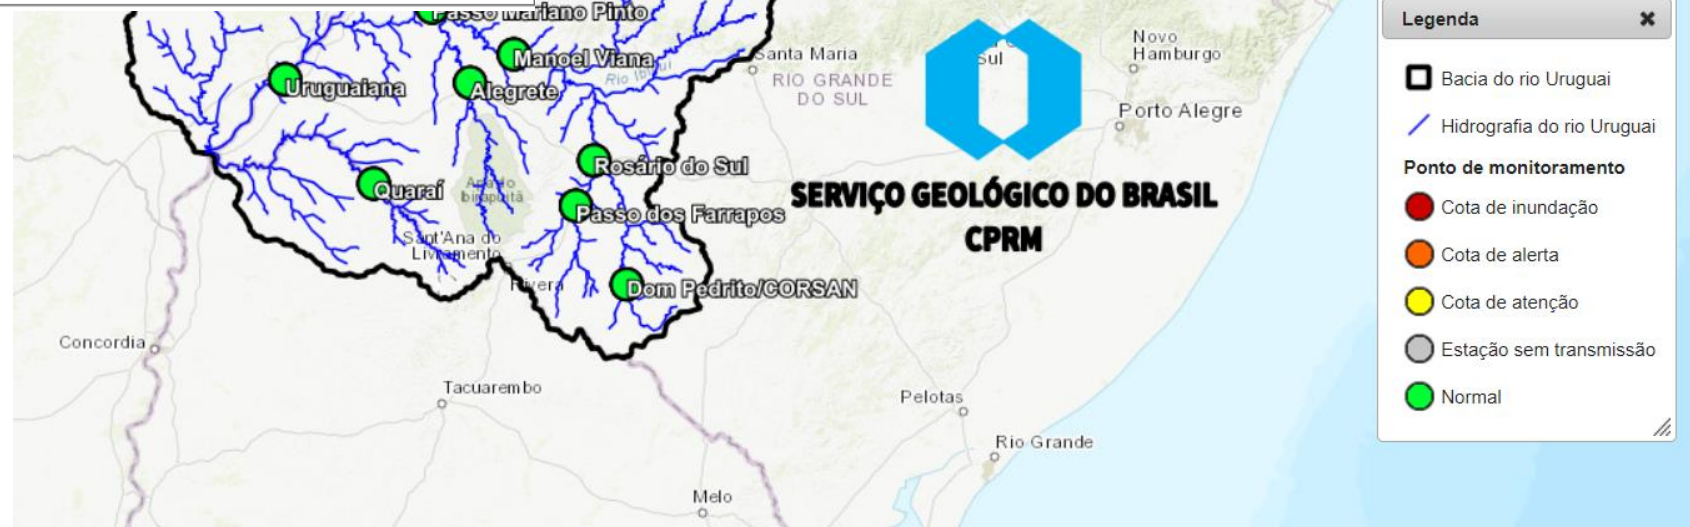 Passo Mariano Pinto
Manoel Viana
Rio Ibicuí
Uruguaiana
Alegrete
Santa Maria
RIO GRANDE
DO SUL
Sul
Novo
Hamburgo
Porto Alegre
Rosário do Sul
Quaraí
Passo dos Farrapos
Sant'Ana do
Livramento
Rivera
Dom Pedrito/CORSAN
SERVIÇO GEOLÓGICO DO BRASIL
CPRM
Concordia
Tacuarembo
Pelotas
Rio Grande
Melo
Legenda
Bacia do rio Uruguai
Hidrografia do rio Uruguai
Ponto de monitoramento
Cota de inundação
Cota de alerta
Cota de atenção
Estação sem transmissão
Normal